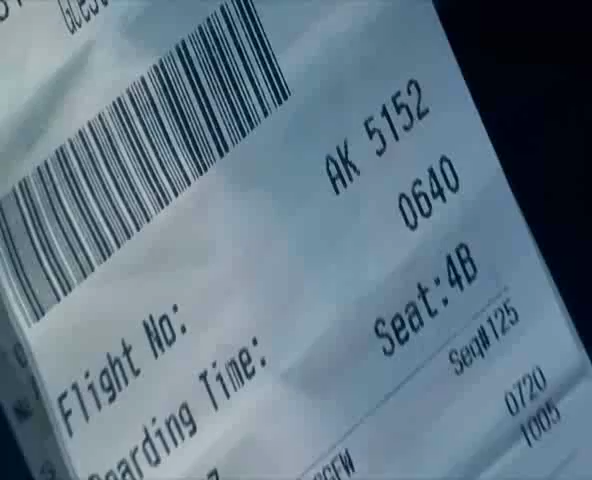 Flight No: AK 5152
Boarding Time: 0640
Seat:4B
Seq#125
0720
1005